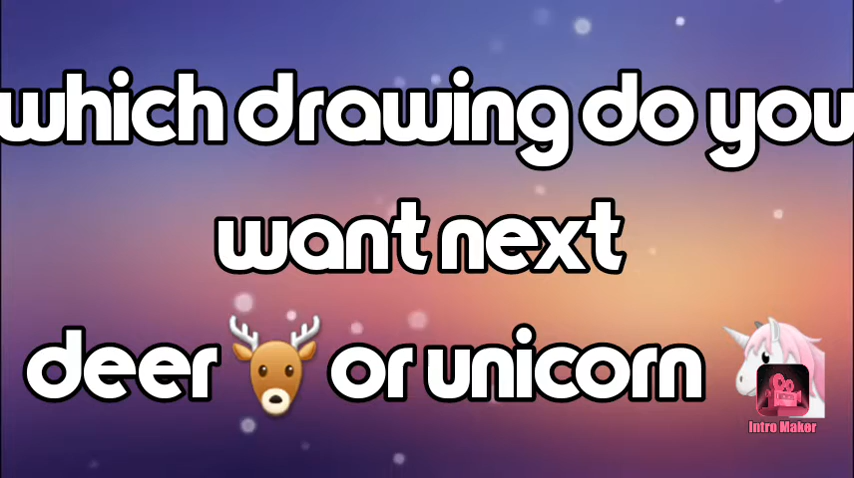 which drawing do you
want next
deer🦌 or unicorn🦄
Intro Maker